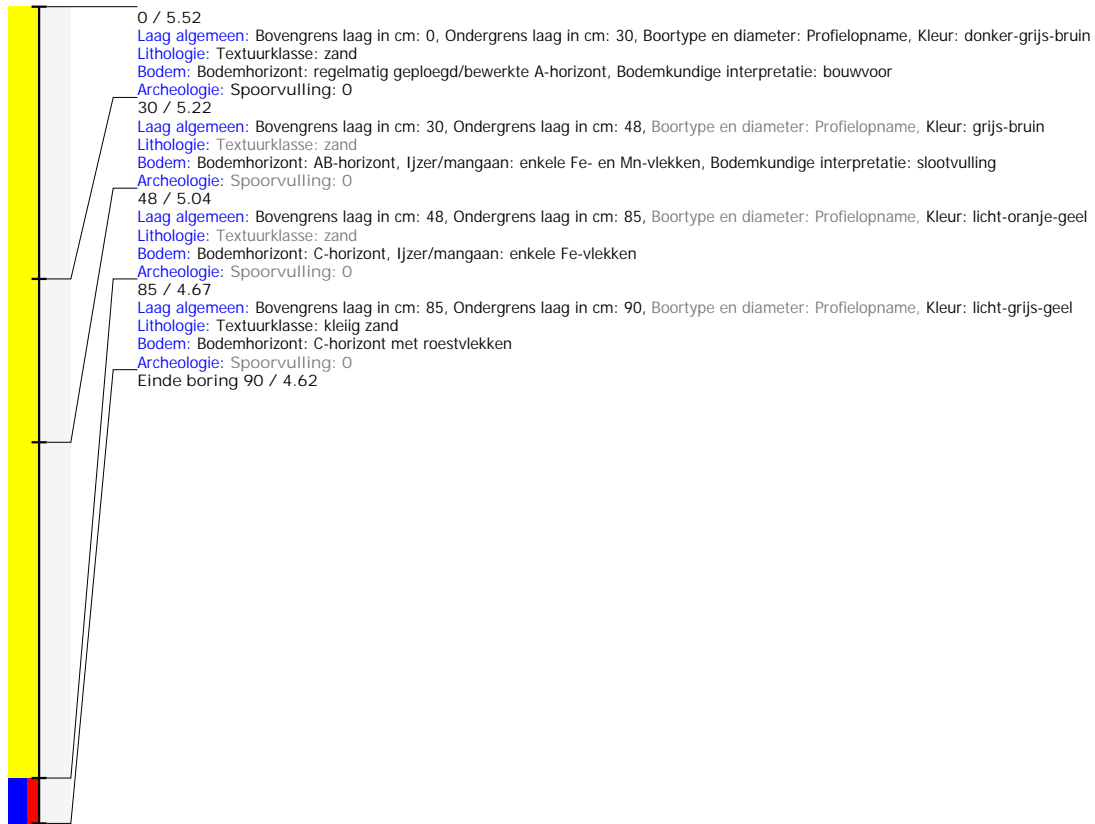 0 / 5.52
Laag algemeen: Bovengrens laag in cm: 0, Ondergrens laag in cm: 30, Boortype en diameter: Profielopname, Kleur: donker-grijs-bruin
Lithologie: Textuurklasse: zand
Bodem: Bodemhorizont: regelmatig geploegd/bewerkte A-horizont, Bodemkundige interpretatie: bouwvoor
Archeologie: Spoorvulling: 0
30 / 5.22
Laag algemeen: Bovengrens laag in cm: 30, Ondergrens laag in cm: 48, Boortype en diameter: Profielopname, Kleur: grijs-bruin
Lithologie: Textuurklasse: zand
Bodem: Bodemhorizont: AB-horizont, Ijzer/mangaan: enkele Fe- en Mn-vlekken, Bodemkundige interpretatie: slootvulling
Archeologie: Spoorvulling: 0
48 / 5.04
Laag algemeen: Bovengrens laag in cm: 48, Ondergrens laag in cm: 85, Boortype en diameter: Profielopname, Kleur: licht-oranje-geel
Lithologie: Textuurklasse: zand
Bodem: Bodemhorizont: C-horizont, Ijzer/mangaan: enkele Fe-vlekken
Archeologie: Spoorvulling: 0
85 / 4.67
Laag algemeen: Bovengrens laag in cm: 85, Ondergrens laag in cm: 90, Boortype en diameter: Profielopname, Kleur: licht-grijs-geel
Lithologie: Textuurklasse: kleiig zand
Bodem: Bodemhorizont: C-horizont met roestvlekken
Archeologie: Spoorvulling: 0
Einde boring 90 / 4.62